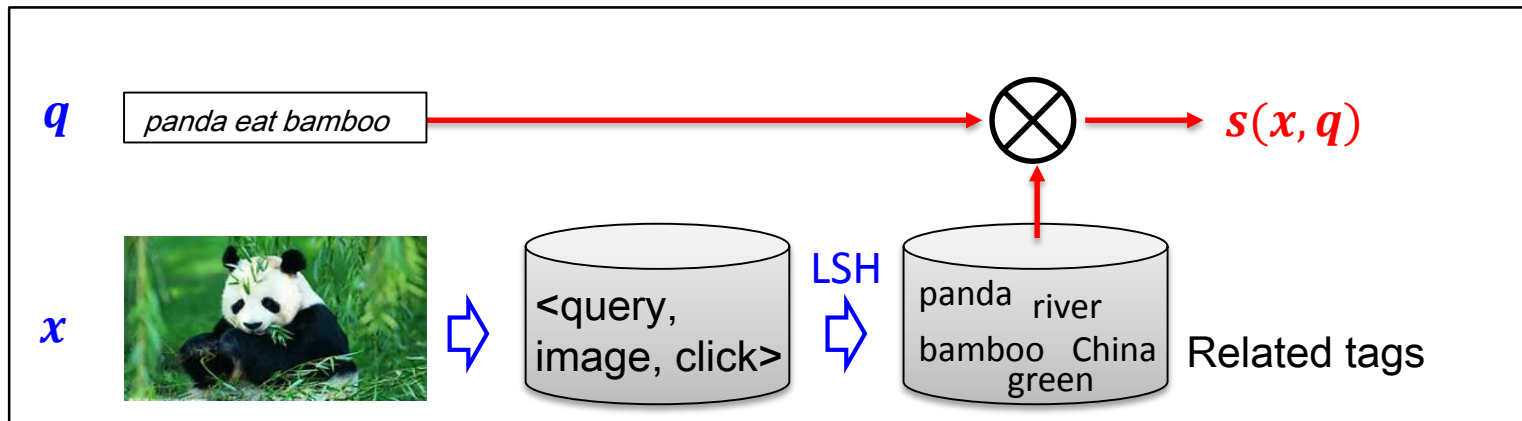 q
panda eat bamboo
s(x, q)
x
<query,
image, click>
LSH
panda
river
bamboo China
green
Related tags